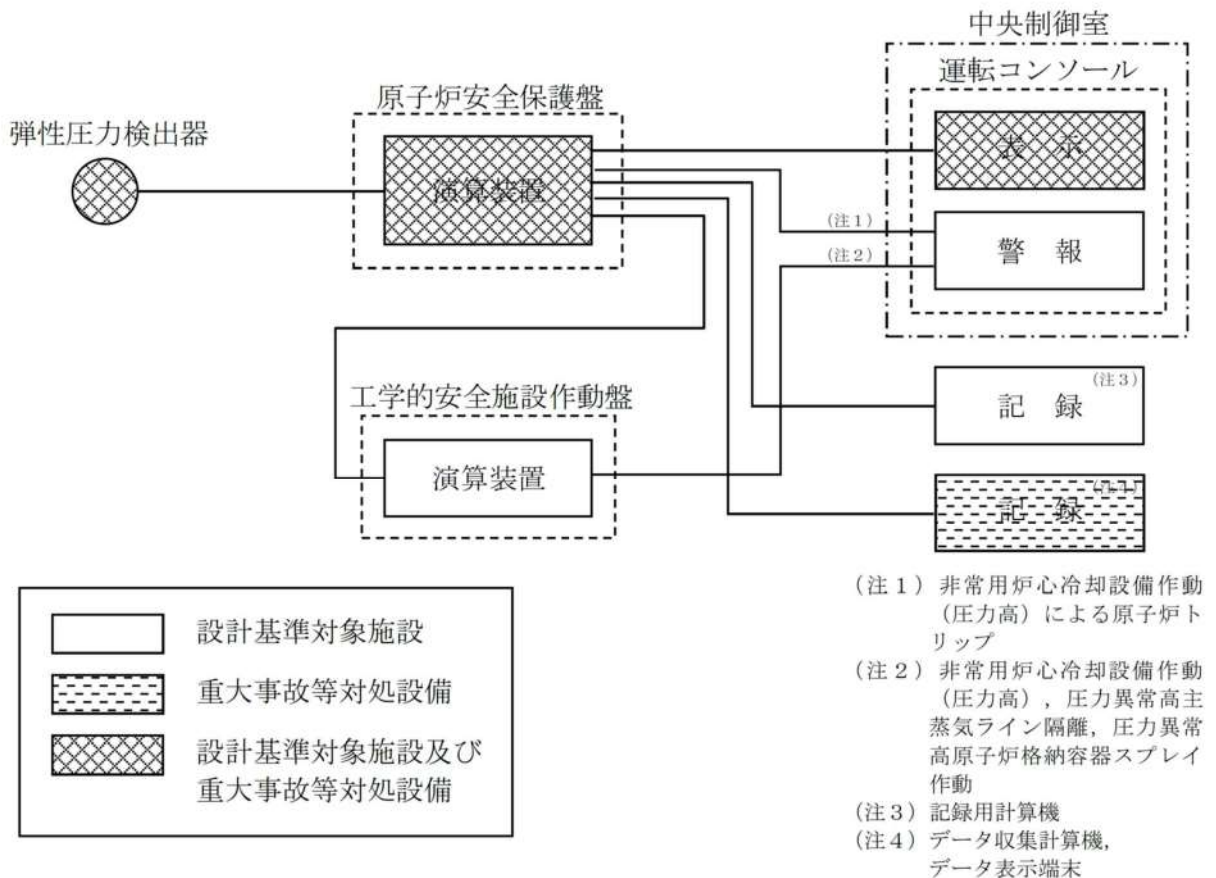 中央制御室
運転コンソール
原子炉安全保護盤
弾性圧力検出器
演算装置
表 示
(注1)
警 報
(注2)
工学的安全施設作動盤
演算装置
(注3)
記 録
(注4)
記 録
設計基準対象施設
重大事故等対処設備
設計基準対象施設及び
重大事故等対処設備
(注1) 非常用炉心冷却設備作動
(圧力高)による原子炉ト
リップ
(注2) 非常用炉心冷却設備作動
(圧力高),圧力異常高主
蒸気ライン隔離,圧力異常
高原子炉格納容器スプレイ
作動
(注3) 記録用計算機
(注4) データ収集計算機,
データ表示端末